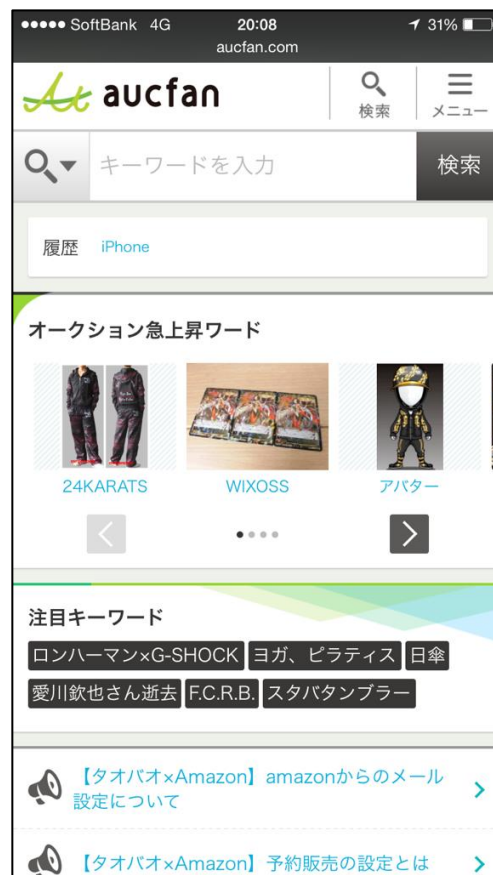 SoftBank 4G 20:08 31%
aucfan.com
aucfan 検索 メニュー
キーワードを入力 検索
履歴 iPhone
オークション急上昇ワード
24KARATS WIXOSS アバター
注目キーワード
ロンハーマン×G-SHOCK ヨガ、ピラティス 日傘
愛川欽也さん逝去 F.C.R.B. スタバタンブラー
【タオバオ×Amazon】amazonからのメール
設定について
【タオバオ×Amazon】予約販売の設定とは